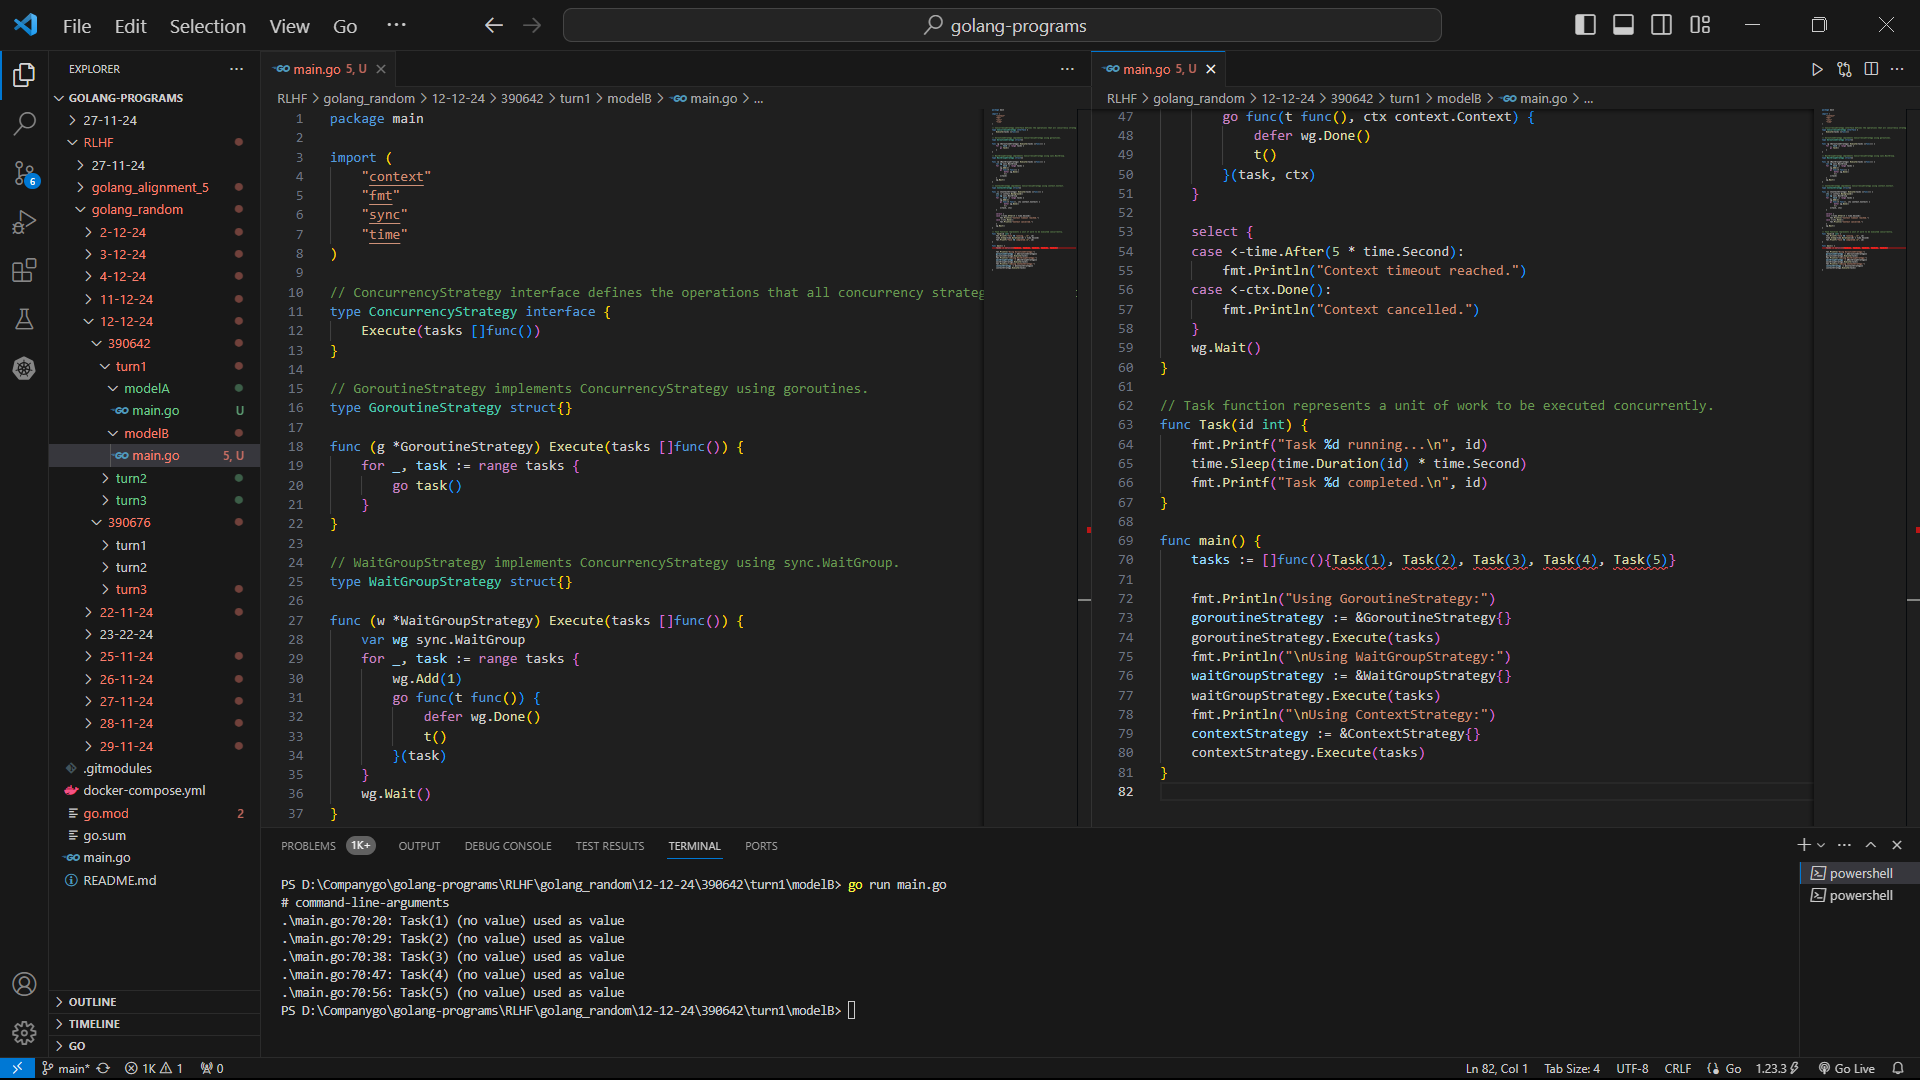 File Edit Selection View Go ··· golang-programs
EXPLORER ···
GOLANG-PROGRAMS
27-11-24
RLHF
27-11-24
golang_alignment_5
golang_random
2-12-24
3-12-24
4-12-24
11-12-24
12-12-24
390642
turn1
modelA
main.go U
modelB
main.go 5, U
turn2
turn3
390676
turn1
turn2
turn3
22-11-24
23-22-24
25-11-24
26-11-24
27-11-24
28-11-24
29-11-24
.gitmodules
docker-compose.yml
go.mod 2
go.sum
main.go
README.md
OUTLINE
TIMELINE
GO
6
main.go 5, U
RLHF > golang_random > 12-12-24 > 390642 > turn1 > modelB > main.go > ...
1 package main
2
3 import (
4 "context"
5 "fmt"
6 "sync"
7 "time"
8 )
9
10 // ConcurrencyStrategy interface defines the operations that all concurrency strateg
11 type ConcurrencyStrategy interface {
12 Execute(tasks []func())
13 }
14
15 // GoroutineStrategy implements ConcurrencyStrategy using goroutines.
16 type GoroutineStrategy struct{}
17
18 func (g *GoroutineStrategy) Execute(tasks []func()) {
19 for _, task := range tasks {
20 go task()
21 }
22 }
23
24 // WaitGroupStrategy implements ConcurrencyStrategy using sync.WaitGroup.
25 type WaitGroupStrategy struct{}
26
27 func (w *WaitGroupStrategy) Execute(tasks []func()) {
28 var wg sync.WaitGroup
29 for _, task := range tasks {
30 wg.Add(1)
31 go func(t func()) {
32 defer wg.Done()
33 t()
34 }(task)
35 }
36 wg.Wait()
37 }
main.go 5, U
RLHF > golang_random > 12-12-24 > 390642 > turn1 > modelB > main.go > ...
47 go func(t func(), ctx context.Context) {
48 defer wg.Done()
49 t()
50 }(task, ctx)
51 }
52
53 select {
54 case <-time.After(5 * time.Second):
55 fmt.Println("Context timeout reached.")
56 case <-ctx.Done():
57 fmt.Println("Context cancelled.")
58 }
59 wg.Wait()
60 }
61
62 // Task function represents a unit of work to be executed concurrently.
63 func Task(id int) {
64 fmt.Printf("Task %d running...\n", id)
65 time.Sleep(time.Duration(id) * time.Second)
66 fmt.Printf("Task %d completed.\n", id)
67 }
68
69 func main() {
70 tasks := []func(){Task(1), Task(2), Task(3), Task(4), Task(5)}
71
72 fmt.Println("Using GoroutineStrategy:")
73 goroutineStrategy := &GoroutineStrategy{}
74 goroutineStrategy.Execute(tasks)
75 fmt.Println("\nUsing WaitGroupStrategy:")
76 waitGroupStrategy := &WaitGroupStrategy{}
77 waitGroupStrategy.Execute(tasks)
78 fmt.Println("\nUsing ContextStrategy:")
79 contextStrategy := &ContextStrategy{}
80 contextStrategy.Execute(tasks)
81 }
82
PROBLEMS 1K+ OUTPUT DEBUG CONSOLE TEST RESULTS TERMINAL PORTS
PS D:\Companygo\golang-programs\RLHF\golang_random\12-12-24\390642\turn1\modelB> go run main.go
# command-line-arguments
.\main.go:70:20: Task(1) (no value) used as value
.\main.go:70:29: Task(2) (no value) used as value
.\main.go:70:38: Task(3) (no value) used as value
.\main.go:70:47: Task(4) (no value) used as value
.\main.go:70:56: Task(5) (no value) used as value
PS D:\Companygo\golang-programs\RLHF\golang_random\12-12-24\390642\turn1\modelB>
powershell
powershell
main* 1K 1 0 Ln 82, Col 1 Tab Size: 4 UTF-8 CRLF Go 1.23.3 Go Live